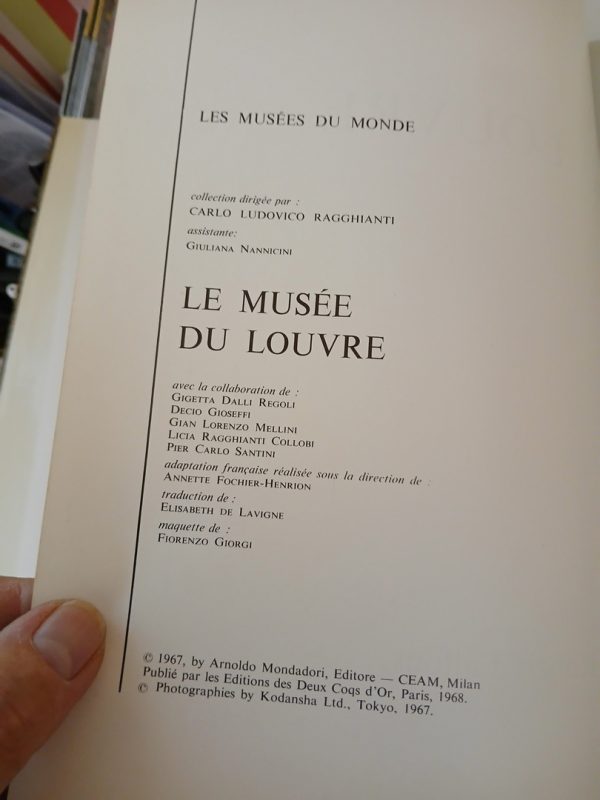 LES MUSÉES DU MONDE
collection dirigée par :
CARLO LUDOVICO RAGGHIANTI
assistante:
GIULIANA NANNICINI
LE MUSÉE
DU LOUVRE
avec la collaboration de :
GIGETTA DALLI REGOLI
DECIO GIOSEFFI
GIAN LORENZO MELLINI
LICIA RAGGHIANTI COLLOBI
PIER CARLO SANTINI
adaptation française réalisée sous la direction de :
ANNETTE FOCHIER-HENRION
traduction de :
ELISABETH DE LAVIGNE
maquette de :
FIORENZO GIORGI
© 1967, by Arnoldo Mondadori, Editore — CEAM, Milan
Publié par les Editions des Deux Coqs d'Or, Paris, 1968.
© Photographies by Kodansha Ltd., Tokyo, 1967.